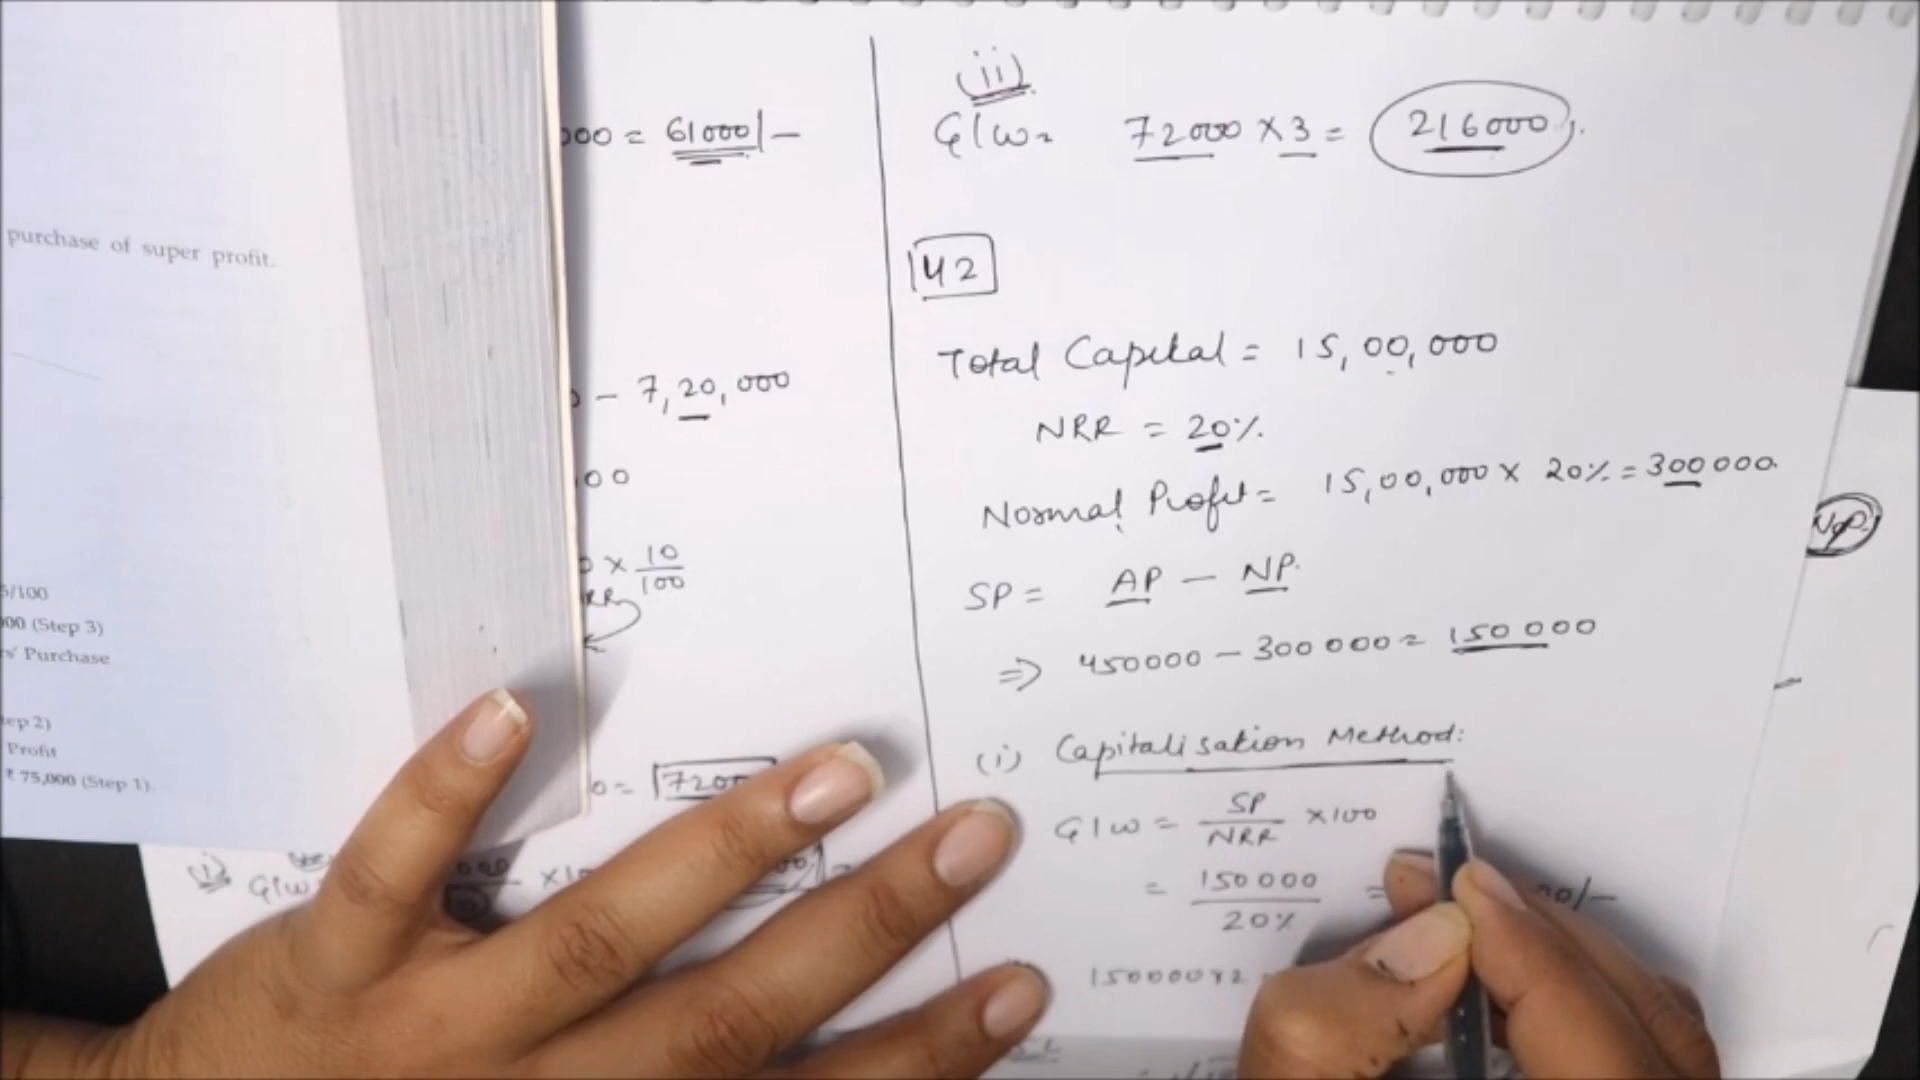 purchase of super profit.
5/100
00 (Step 3)
s' Purchase
ep 2)
Profit
₹ 75,000 (Step 1).
000 = 61000/-
- 7,20,000
00
x 10/100
0 = 7200
(i) G/w
(ii)
G/w = 72000 x 3 = 216000
42
Total Capital = 15,00,000
NRR = 20%.
Normal Profit = 15,00,000 x 20% = 300000.
SP = AP - NP.
⇒ 450000 - 300000 = 150000
(i) Capitalisation Method:
G/w = SP/NRR x100
= 150000/20% =
150000x2
N.P.